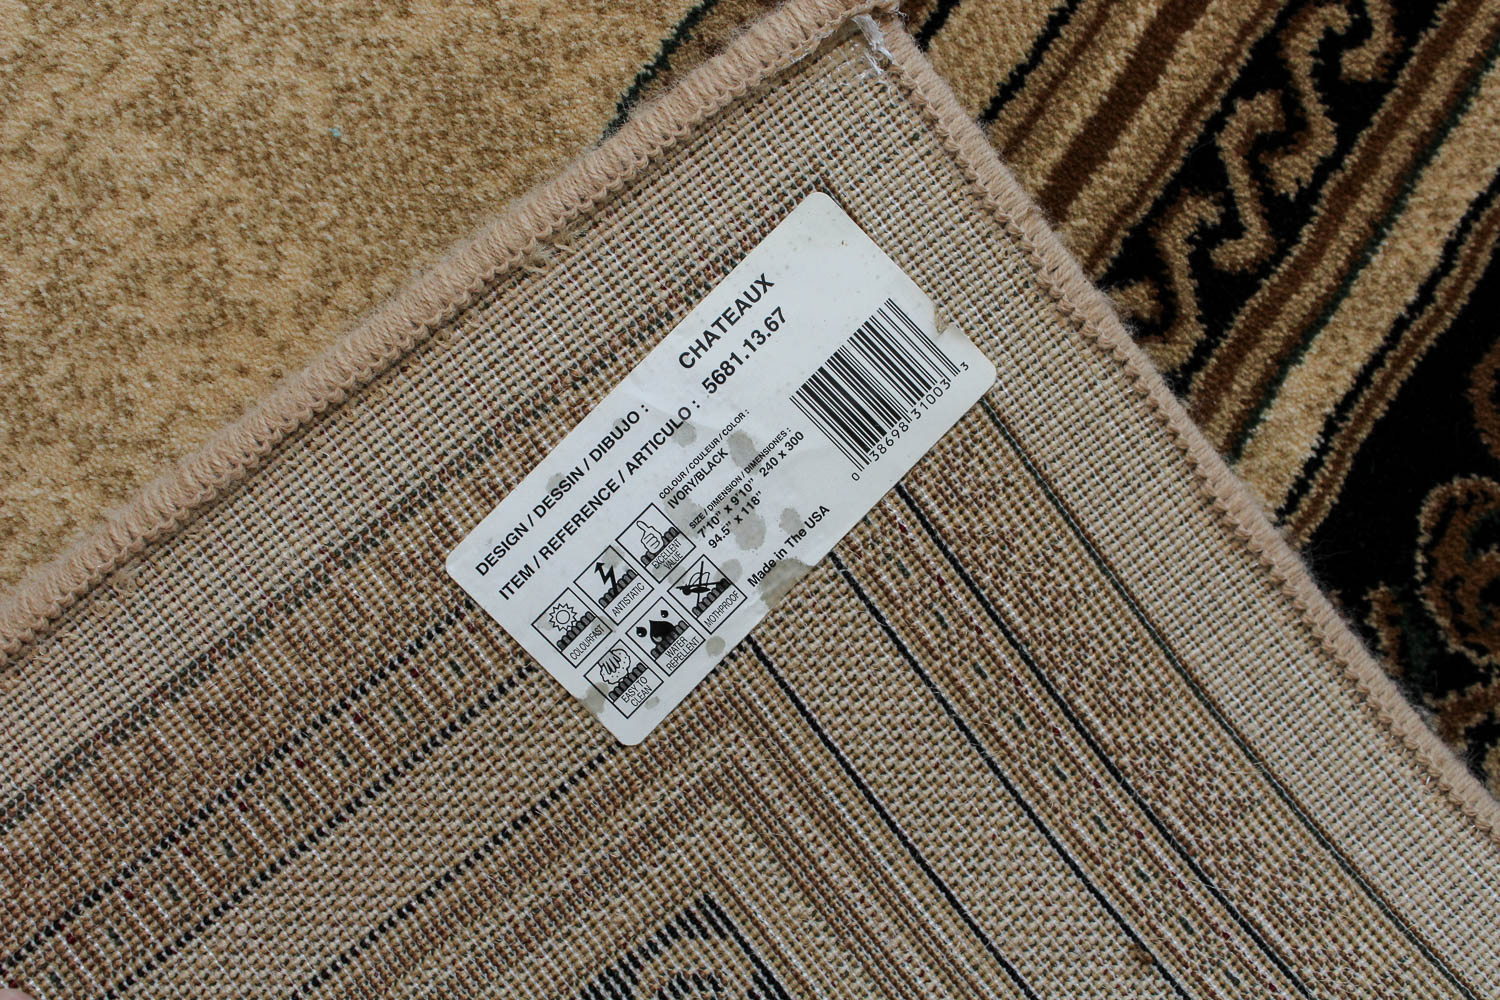 DESIGN / DESSIN / DIBUJO : CHATEAUX
ITEM / REFERENCE / ARTICULO : 5681.13.67
COLOUR / COULEUR / COLOR :
IVORY/BLACK
SIZE / DIMENSION / DIMENSIONES :
7'10" x 9'10" 240 x 300
94.5" x 118"
Made in The USA
COLOURFAST
ANTISTATIC
EXCELLENT
VALUE
EASY TO
CLEAN
WATER
REPELLENT
MOTHPROOF
0 38698 31003 3